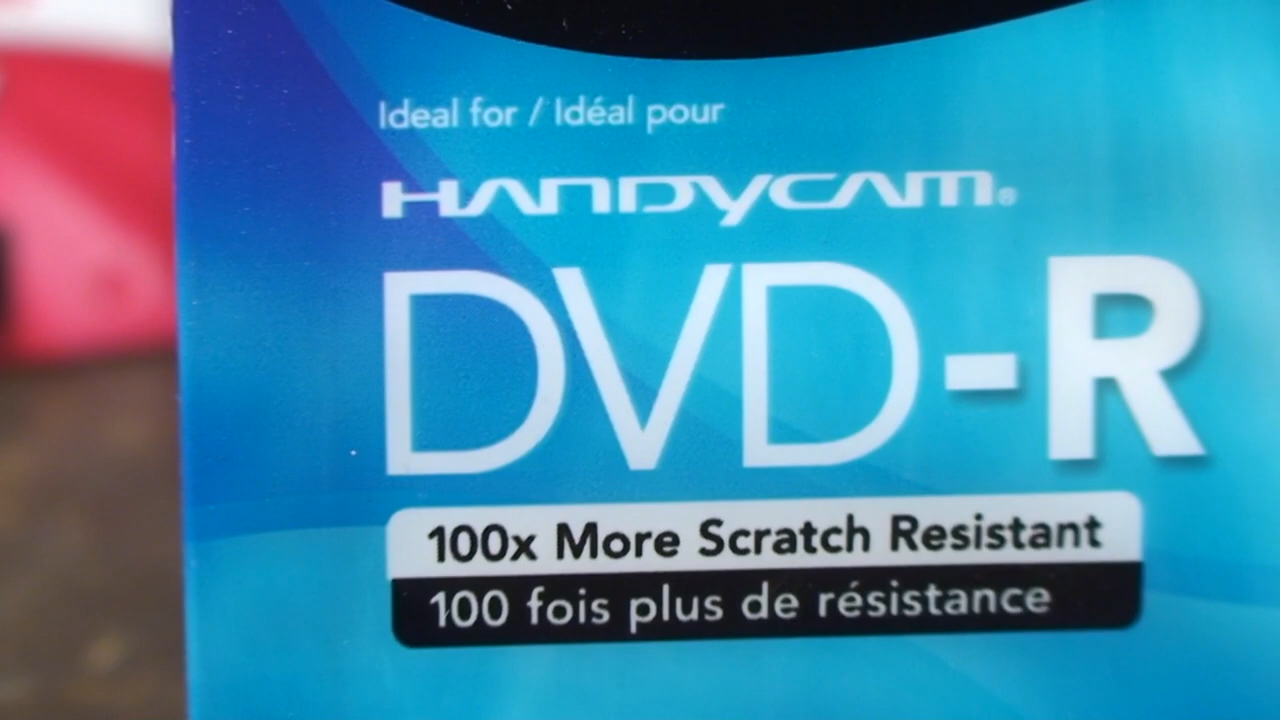 Ideal for / Idéal pour
HANDYCAM®
DVD-R
100x More Scratch Resistant
100 fois plus de résistance